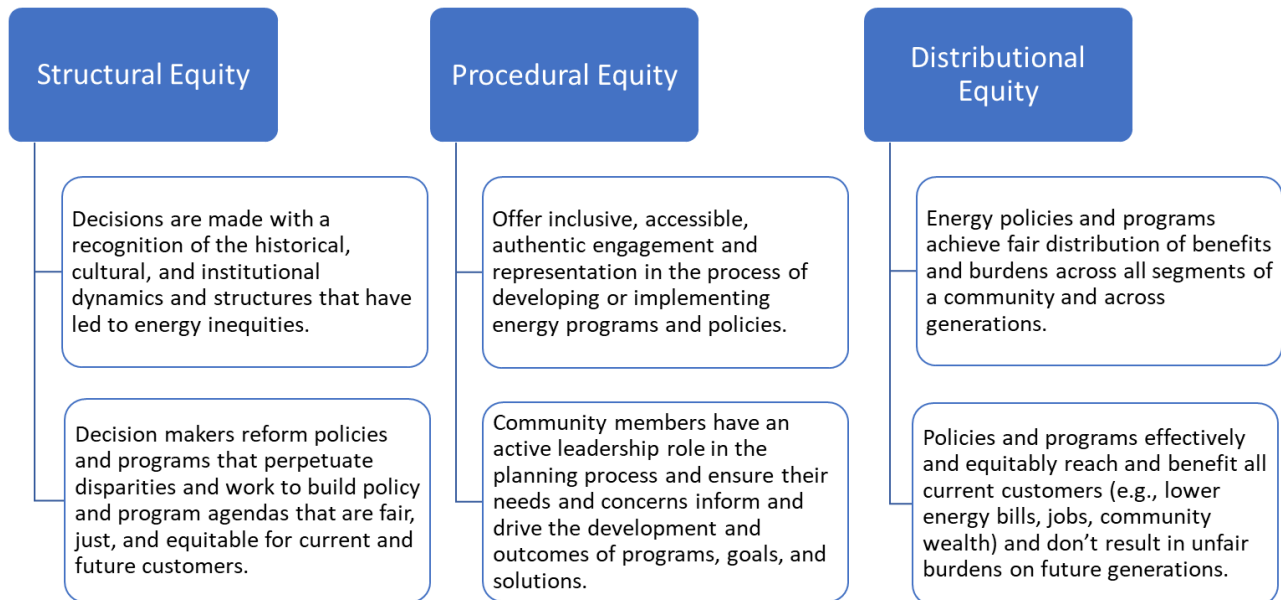 Structural Equity
Decisions are made with a
recognition of the historical,
cultural, and institutional
dynamics and structures that have
led to energy inequities.
Decision makers reform policies
and programs that perpetuate
disparities and work to build policy
and program agendas that are fair,
just, and equitable for current and
future customers.
Procedural Equity
Offer inclusive, accessible,
authentic engagement and
representation in the process of
developing or implementing
energy programs and policies.
Community members have an
active leadership role in the
planning process and ensure their
needs and concerns inform and
drive the development and
outcomes of programs, goals, and
solutions.
Distributional
Equity
Energy policies and programs
achieve fair distribution of benefits
and burdens across all segments of
a community and across
generations.
Policies and programs effectively
and equitably reach and benefit all
current customers (e.g., lower
energy bills, jobs, community
wealth) and don’t result in unfair
burdens on future generations.